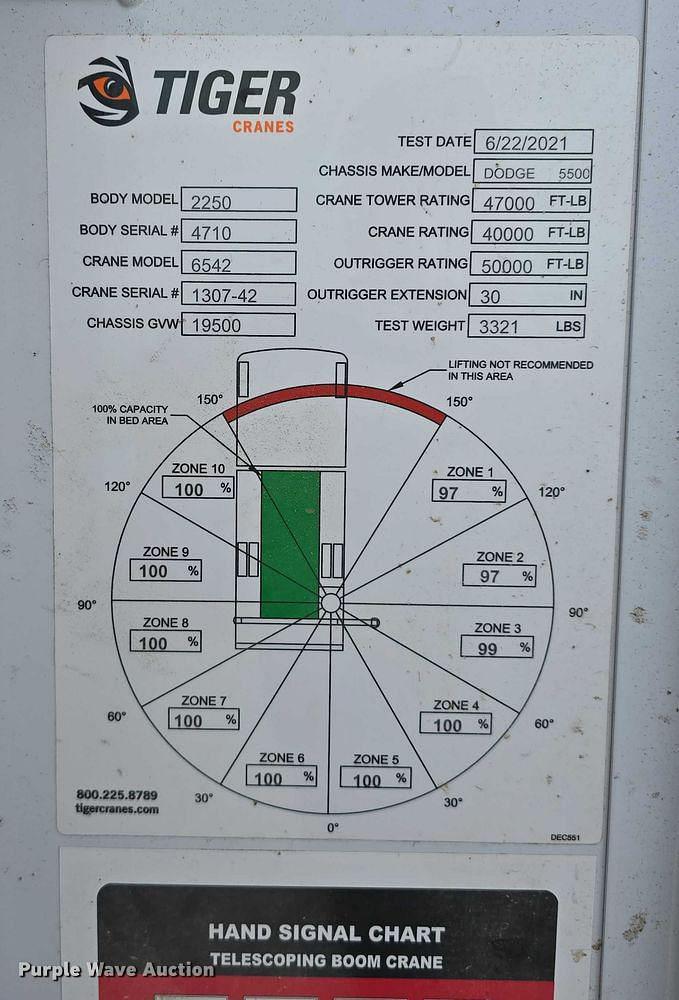 TIGER
CRANES
TEST DATE 6/22/2021
CHASSIS MAKE/MODEL DODGE 5500
BODY MODEL 2250 CRANE TOWER RATING 47000 FT-LB
BODY SERIAL # 4710 CRANE RATING 40000 FT-LB
CRANE MODEL 6542 OUTRIGGER RATING 50000 FT-LB
CRANE SERIAL # 1307-42 OUTRIGGER EXTENSION 30 IN
CHASSIS GVW 19500 TEST WEIGHT 3321 LBS
LIFTING NOT RECOMMENDED
IN THIS AREA
150° 150°
100% CAPACITY
IN BED AREA
ZONE 10 ZONE 1
100 % 97 %
120° 120°
ZONE 9 ZONE 2
100 % 97 %
90° 90°
ZONE 8 ZONE 3
100 % 99 %
ZONE 7 ZONE 4
100 % 100 %
60° 60°
ZONE 6 ZONE 5
100 % 100 %
30° 30°
0°
800.225.8789
tigercranes.com
DEC551
HAND SIGNAL CHART
TELESCOPING BOOM CRANE
Purple Wave Auction